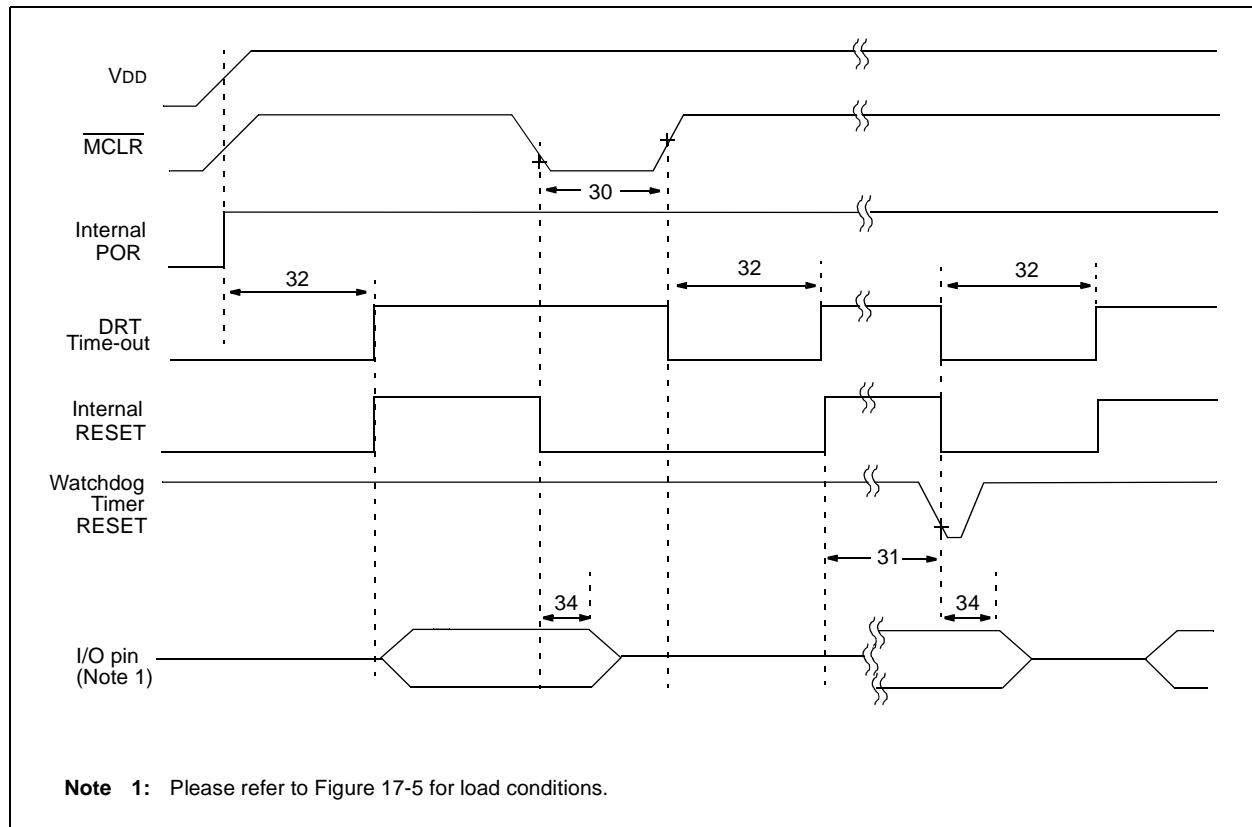 VDD
MCLR
30
Internal
POR
32
32
32
DRT
Time-out
Internal
RESET
Watchdog
Timer
RESET
31
34
34
I/O pin
(Note 1)
Note 1: Please refer to Figure 17-5 for load conditions.